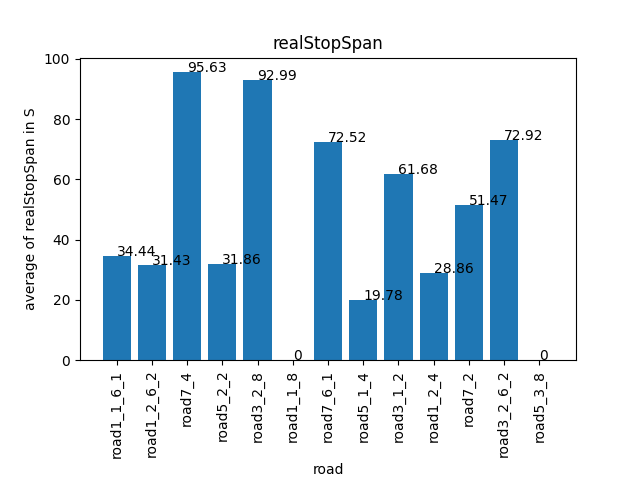 realStopSpan
average of realStopSpan in S
100
80
60
40
20
0
34.44
31.43
95.63
31.86
92.99
0
72.52
19.78
61.68
28.86
51.47
72.92
0
road1_1_6_1
road1_2_6_2
road7_4
road5_2_2
road3_2_8
road1_1_8
road7_6_1
road5_1_4
road3_1_2
road1_2_4
road7_2
road3_2_6_2
road5_3_8
road